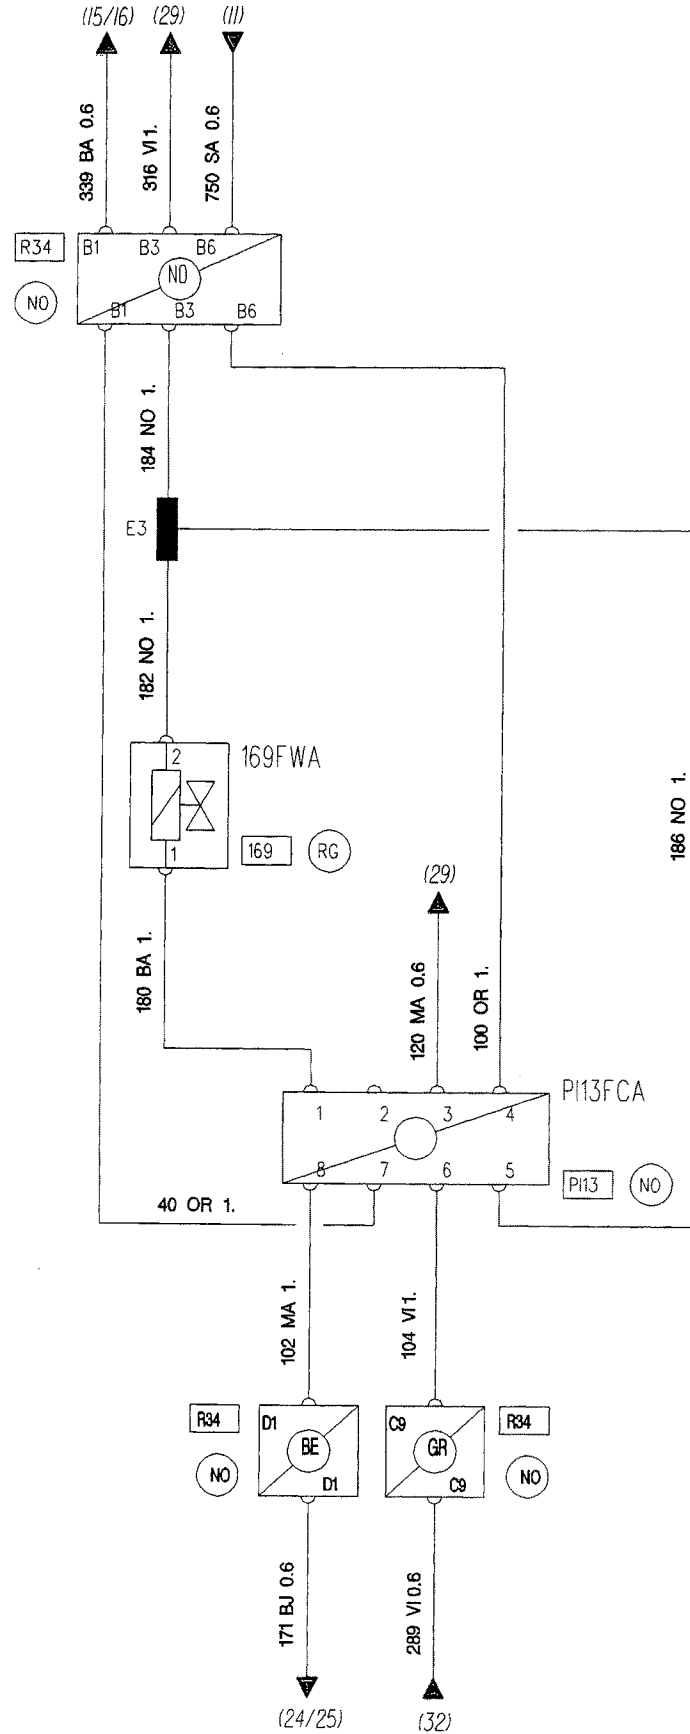 (15/16) (29) (11)
339 BA 0.6
316 VI 1.
750 SA 0.6
R34
B1 B3 B6
NO
NO
B1 B3 B6
184 NO 1.
E3
182 NO 1.
2
169FWA
1
169
RG
186 NO 1.
(29)
180 BA 1.
120 MA 0.6
100 OR 1.
PI13FCA
1 2 3 4
8 7 6 5
PI13
NO
40 OR 1.
102 MA 1.
104 VI 1.
R34
D1
BE
D1
NO
C9
GR
C9
R34
NO
171 BJ 0.6
289 VI 0.6
(24/25)
(32)